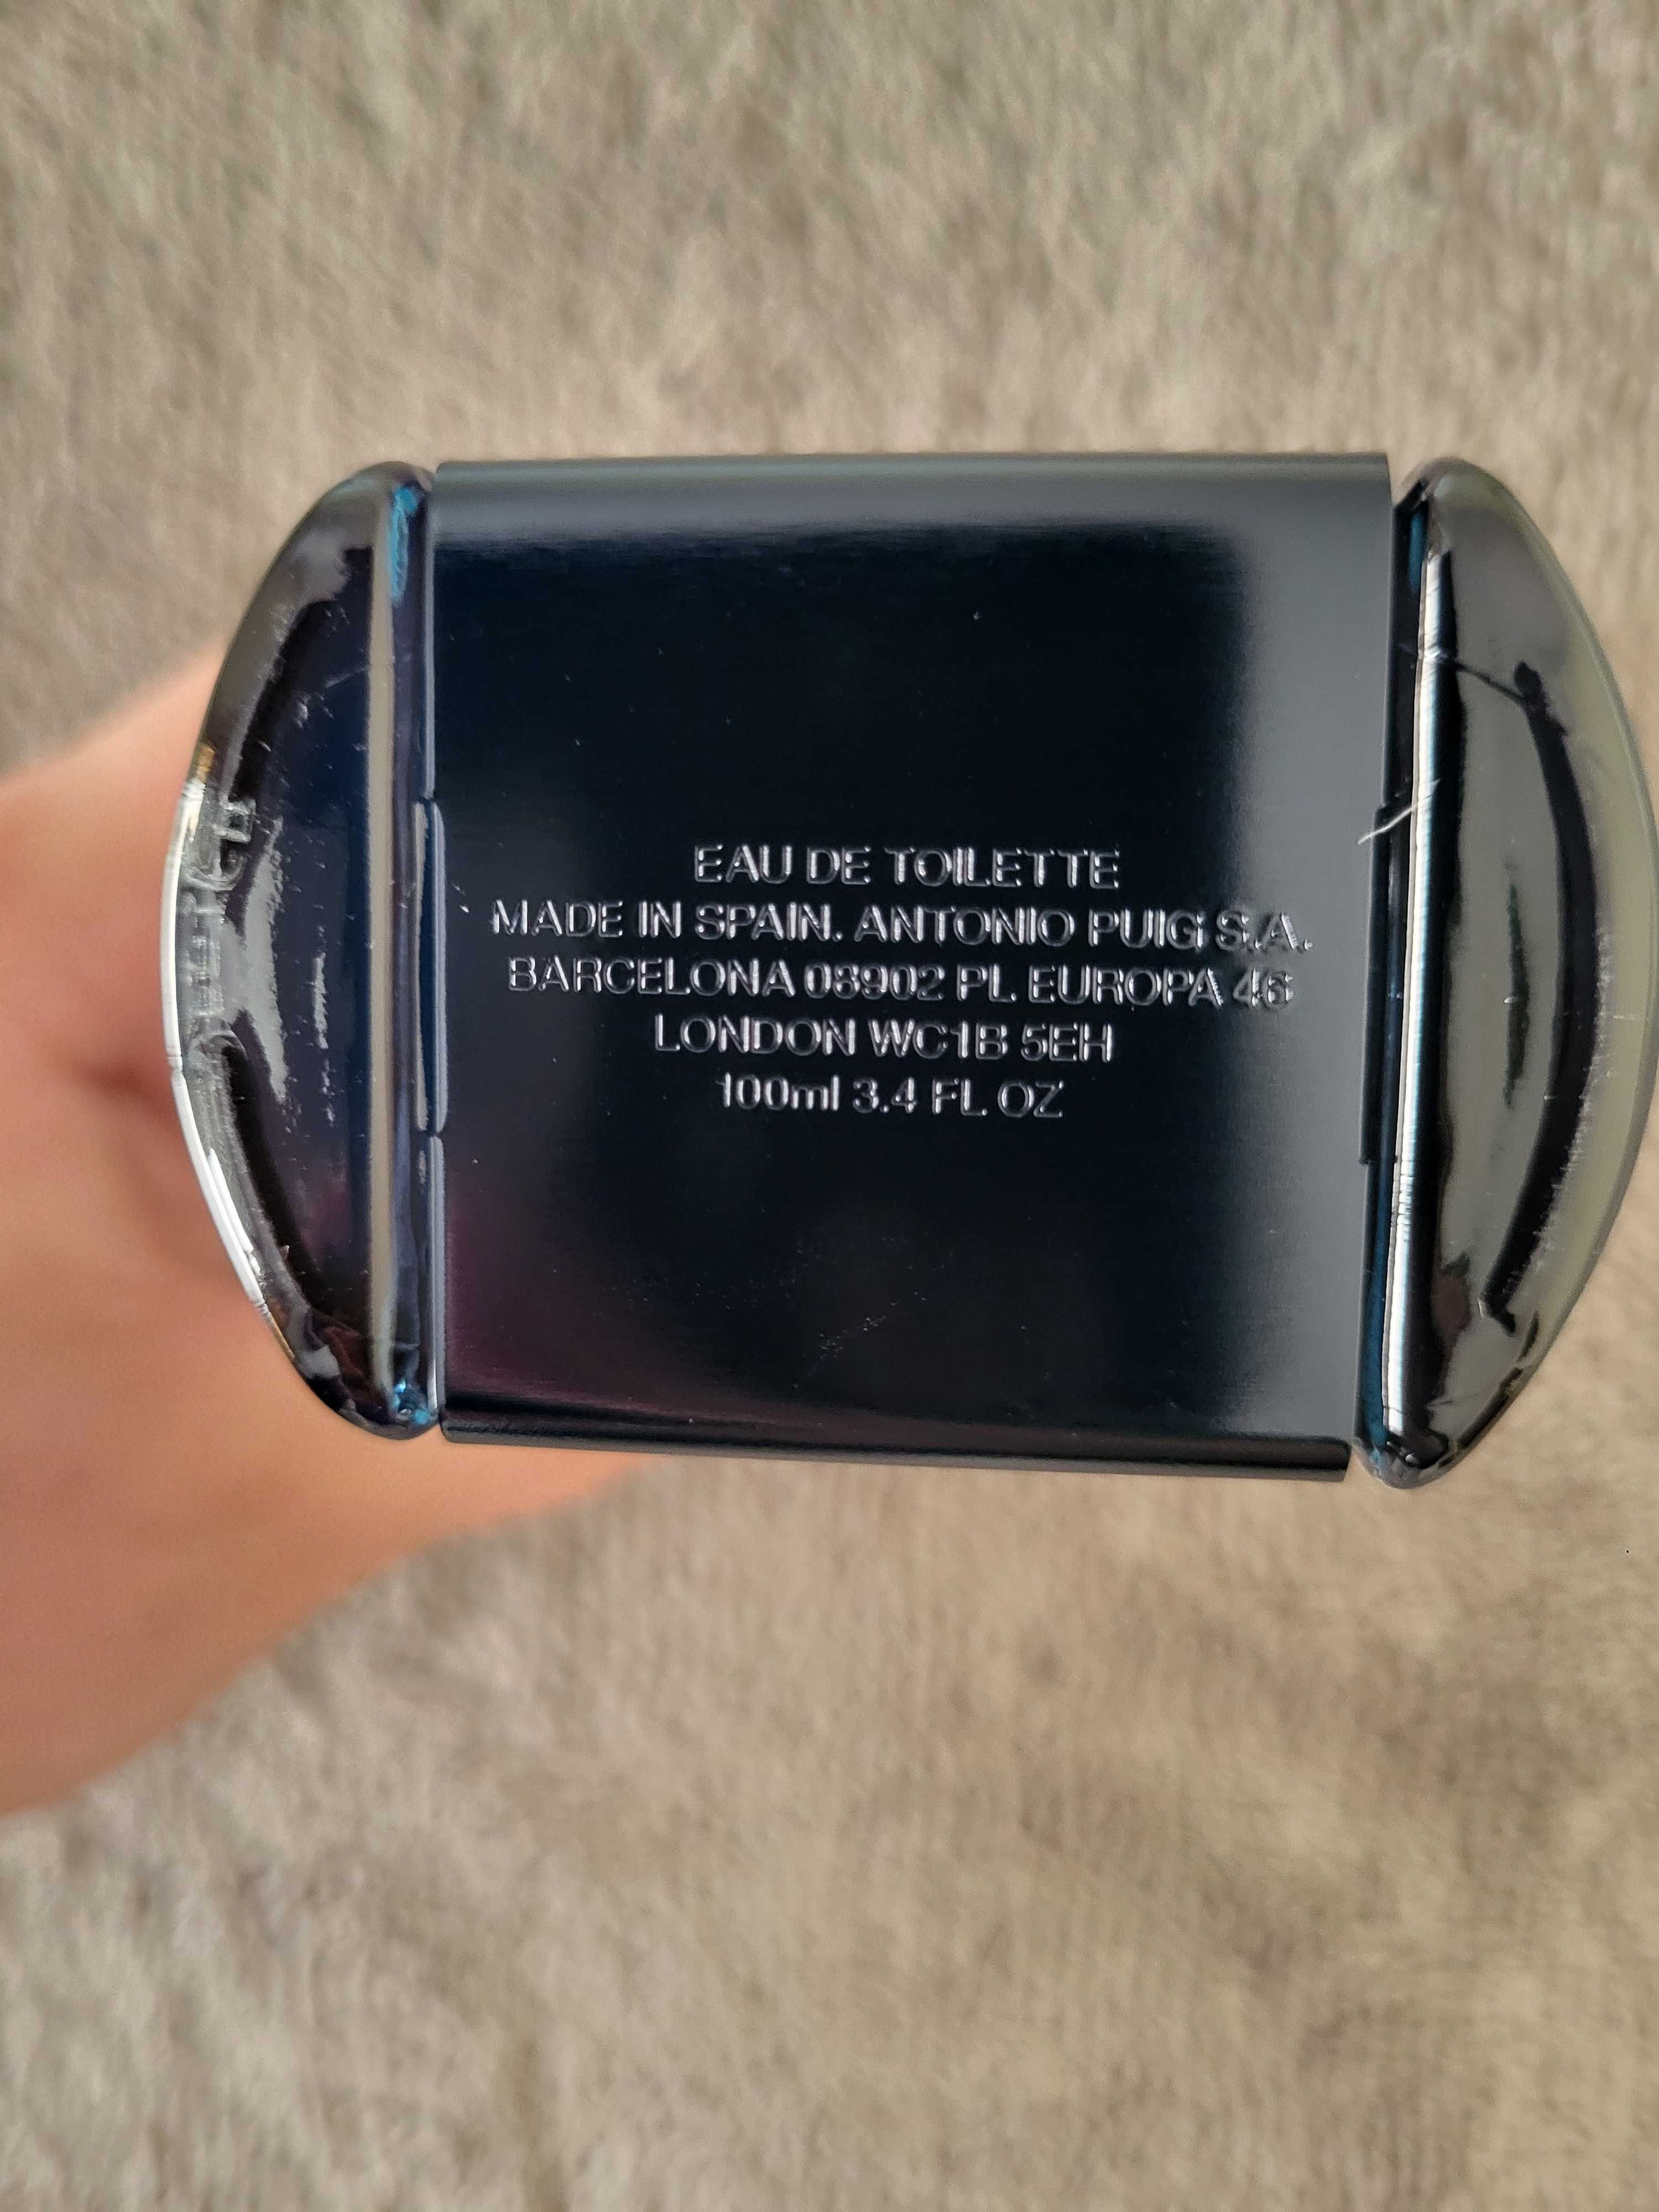 EAU DE TOILETTE
MADE IN SPAIN. ANTONIO PUIG S.A.
BARCELONA 08902 PL. EUROPA 46
LONDON WC1B 5EH
100ml 3.4 FL. OZ